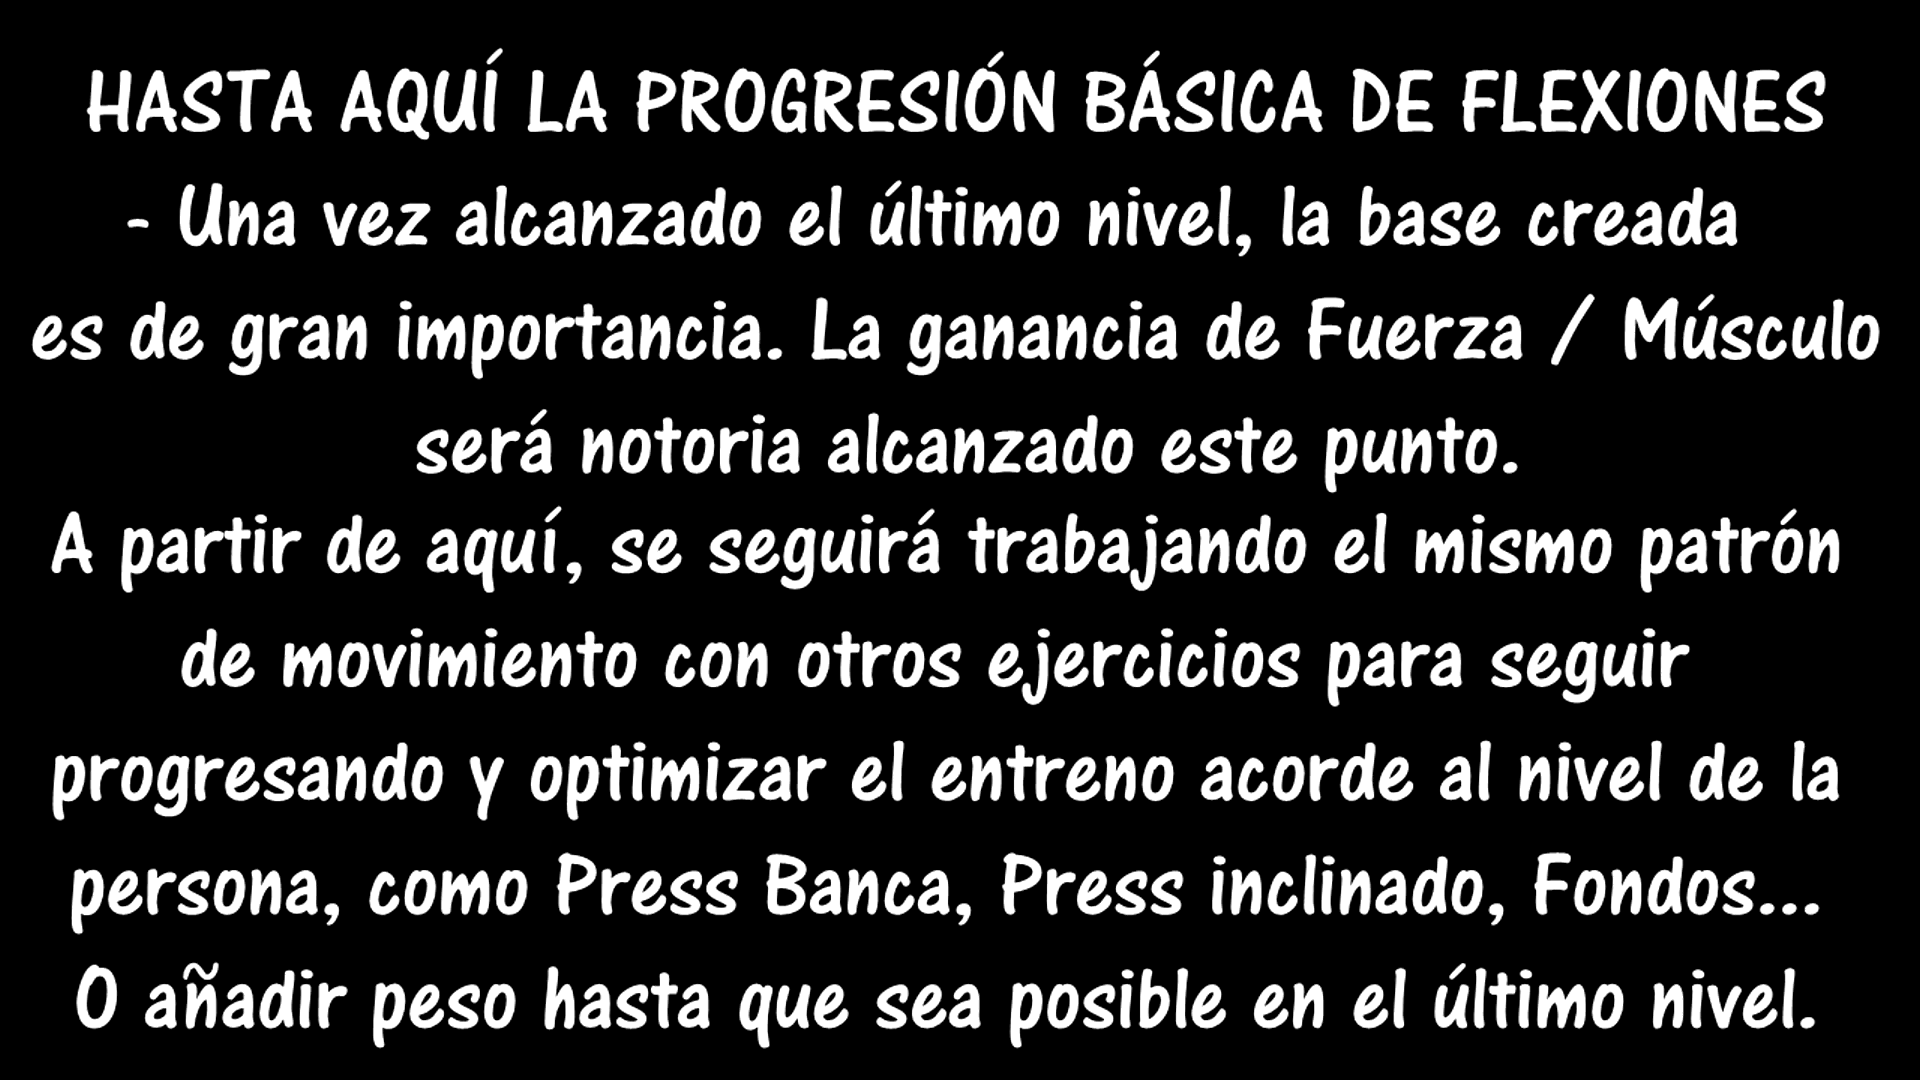 HASTA AQUÍ LA PROGRESIÓN BÁSICA DE FLEXIONES
- Una vez alcanzado el último nivel, la base creada
es de gran importancia. La ganancia de Fuerza / Músculo
será notoria alcanzado este punto.
A partir de aquí, se seguirá trabajando el mismo patrón
de movimiento con otros ejercicios para seguir
progresando y optimizar el entreno acorde al nivel de la
persona, como Press Banca, Press inclinado, Fondos...
O añadir peso hasta que sea posible en el último nivel.